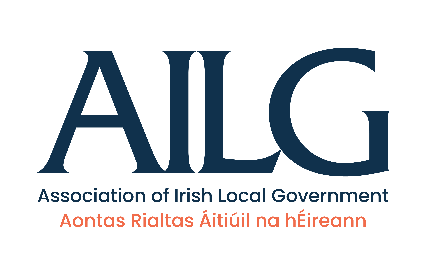 AILG
Association of Irish Local Government
Aontas Rialtas Áitiúil na hÉireann